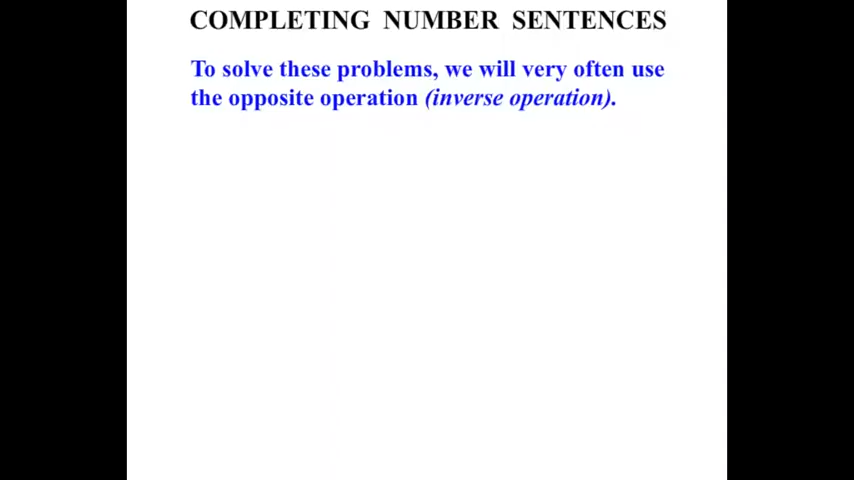 COMPLETING NUMBER SENTENCES
To solve these problems, we will very often use
the opposite operation (inverse operation).